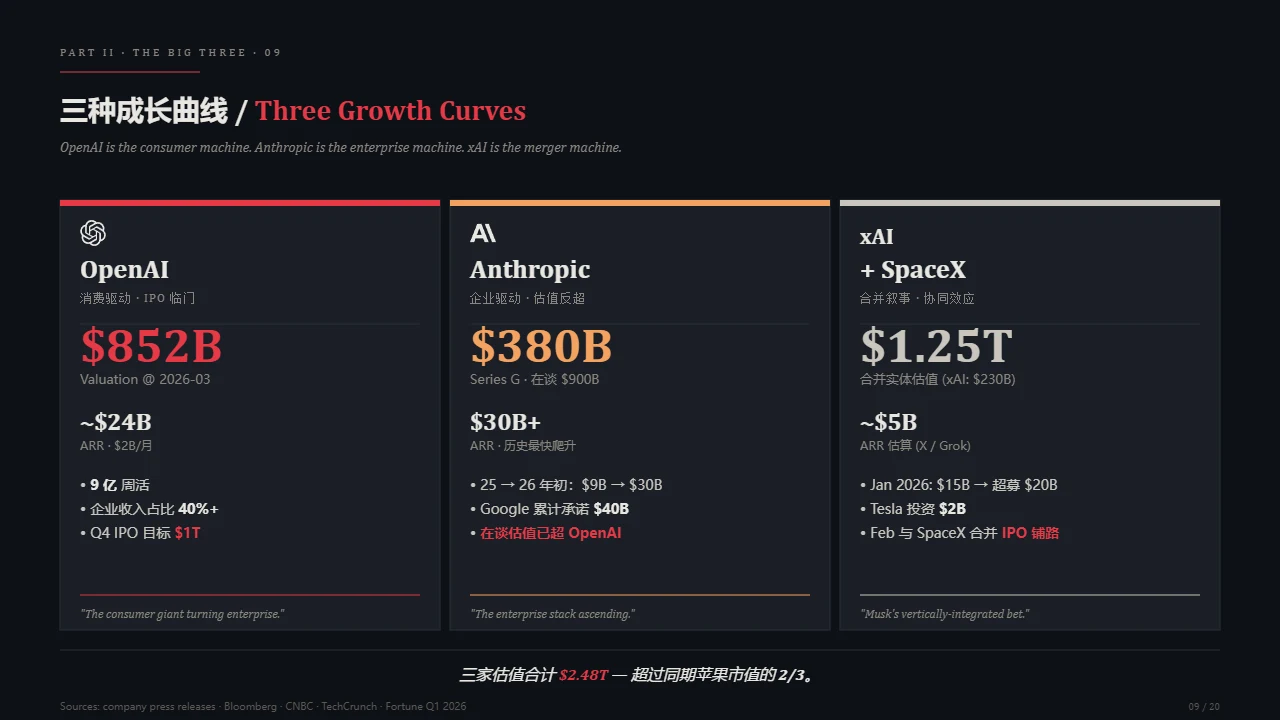 PART II · THE BIG THREE · 09
三种成长曲线 / Three Growth Curves
OpenAI is the consumer machine. Anthropic is the enterprise machine. xAI is the merger machine.
OpenAI
消费驱动 · IPO 临门
$852B
Valuation @ 2026-03
~$24B
ARR · $2B/月
• 9 亿 周活
• 企业收入占比 40%+
• Q4 IPO 目标 $1T
"The consumer giant turning enterprise."
A\
Anthropic
企业驱动 · 估值反超
$380B
Series G · 在谈 $900B
$30B+
ARR · 历史最快爬升
• 25 → 26 年初：$9B → $30B
• Google 累计承诺 $40B
• 在谈估值已超 OpenAI
"The enterprise stack ascending."
xAI
+ SpaceX
合并叙事 · 协同效应
$1.25T
合并实体估值 (xAI: $230B)
~$5B
ARR 估算 (X / Grok)
• Jan 2026: $15B → 超募 $20B
• Tesla 投资 $2B
• Feb 与 SpaceX 合并 IPO 铺路
"Musk's vertically-integrated bet."
三家估值合计 $2.48T — 超过同期苹果市值的 2/3。
Sources: company press releases · Bloomberg · CNBC · TechCrunch · Fortune Q1 2026
09 / 20